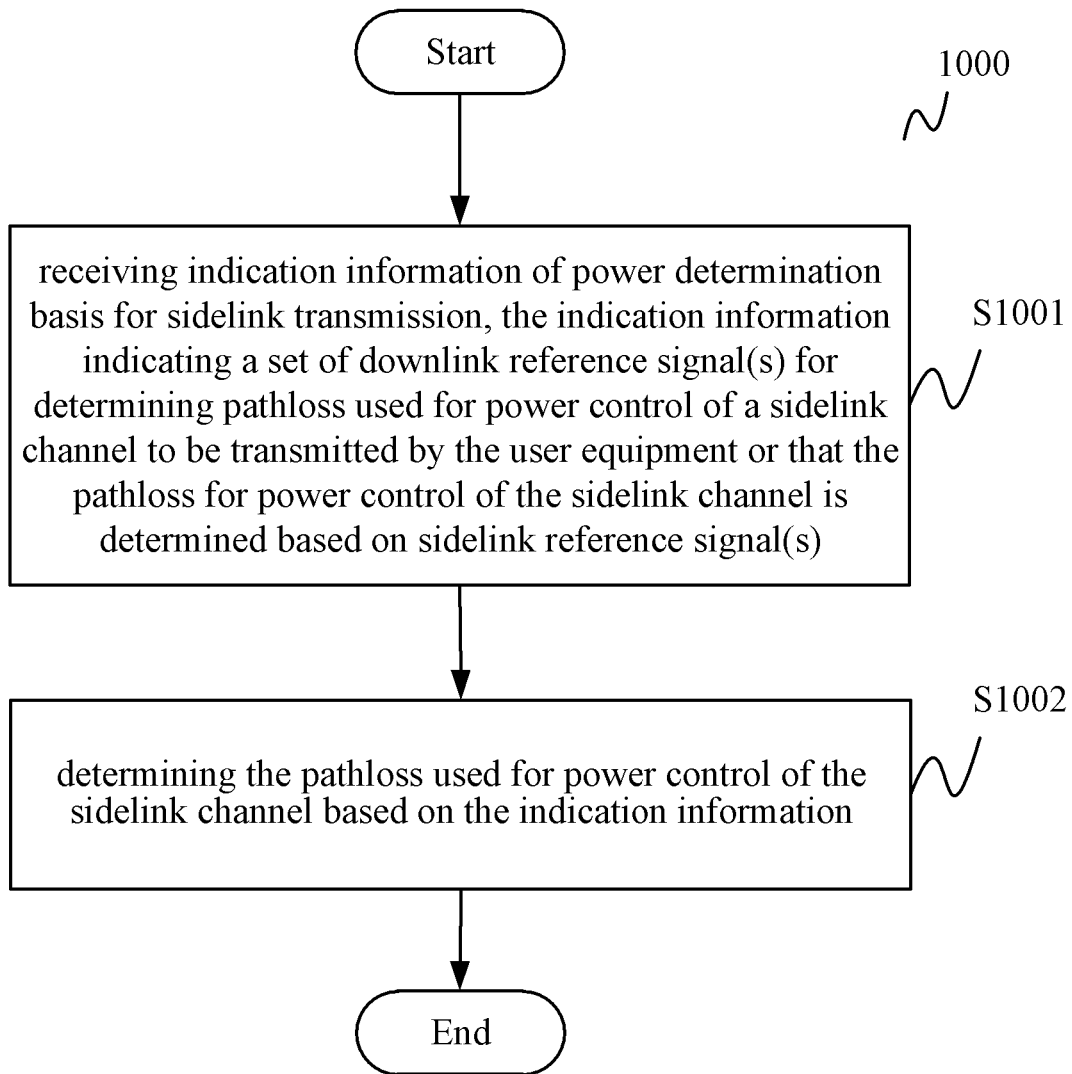 Start
1000
receiving indication information of power determination
basis for sidelink transmission, the indication information
indicating a set of downlink reference signal(s) for
determining pathloss used for power control of a sidelink
channel to be transmitted by the user equipment or that the
pathloss for power control of the sidelink channel is
determined based on sidelink reference signal(s)
S1001
determining the pathloss used for power control of the
sidelink channel based on the indication information
S1002
End